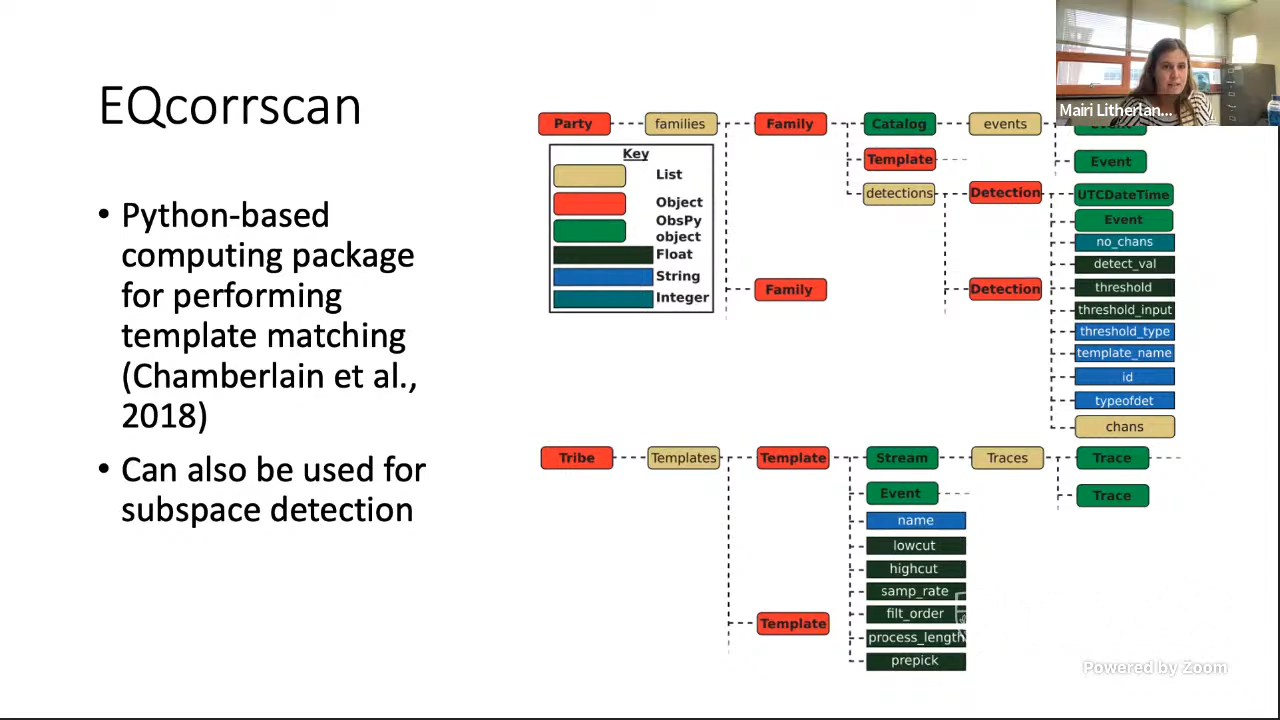 EQcorrscan
• Python-based
computing package
for performing
template matching
(Chamberlain et al.,
2018)
• Can also be used for
subspace detection
Party
families
Family
Catalog
events
Event
Template
Event
detections
Detection
UTCDateTime
Event
no_chans
detect_val
threshold
threshold_input
threshold_type
template_name
id
typeofdet
chans
Family
Detection
Key
List
Object
ObsPy
object
Float
String
Integer
Tribe
Templates
Template
Stream
Traces
Trace
Event
Trace
name
lowcut
highcut
samp_rate
filt_order
process_length
prepick
Template
Mairi Litherlan...
Powered by Zoom